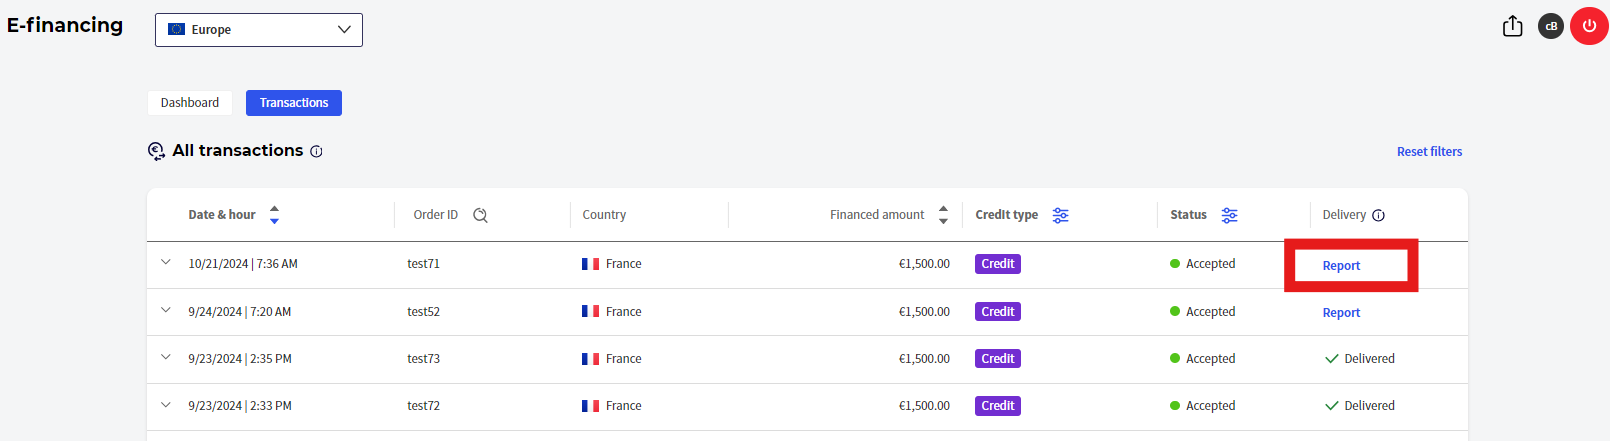 E-financing
Europe
cB
Dashboard
Transactions
All transactions
Reset filters
Date & hour Order ID Country Financed amount Credit type Status Delivery
10/21/2024 | 7:36 AM test71 France €1,500.00 Credit Accepted Report
9/24/2024 | 7:20 AM test52 France €1,500.00 Credit Accepted Report
9/23/2024 | 2:35 PM test73 France €1,500.00 Credit Accepted Delivered
9/23/2024 | 2:33 PM test72 France €1,500.00 Credit Accepted Delivered